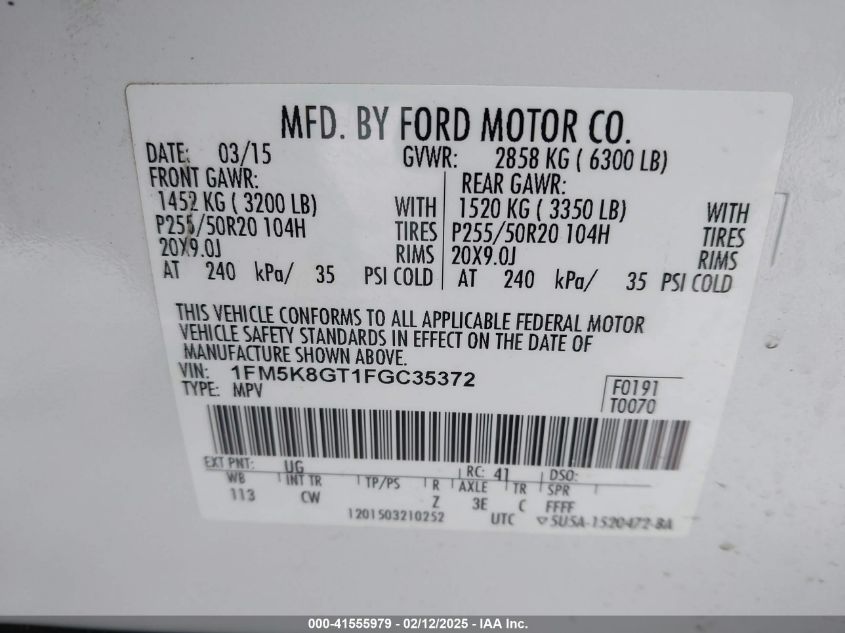 MFD. BY FORD MOTOR CO.
DATE: 03/15 GVWR: 2858 KG ( 6300 LB)
FRONT GAWR: REAR GAWR:
1452 KG ( 3200 LB) WITH 1520 KG ( 3350 LB) WITH
P255/50R20 104H TIRES P255/50R20 104H TIRES
20X9.0J RIMS 20X9.0J RIMS
AT 240 kPa/ 35 PSI COLD AT 240 kPa/ 35 PSI COLD
THIS VEHICLE CONFORMS TO ALL APPLICABLE FEDERAL MOTOR
VEHICLE SAFETY STANDARDS IN EFFECT ON THE DATE OF
MANUFACTURE SHOWN ABOVE.
VIN: 1FM5K8GT1FGC35372
TYPE: MPV F0191
T0070
EXT PNT: UG RC: 41 DSO:
WB INT TR TP/PS R AXLE TR SPR
113 CW Z 3E C FFFF
1201503210252 UTC ▽5U5A-1520472-BA
000-41555979 - 02/12/2025 - IAA Inc.